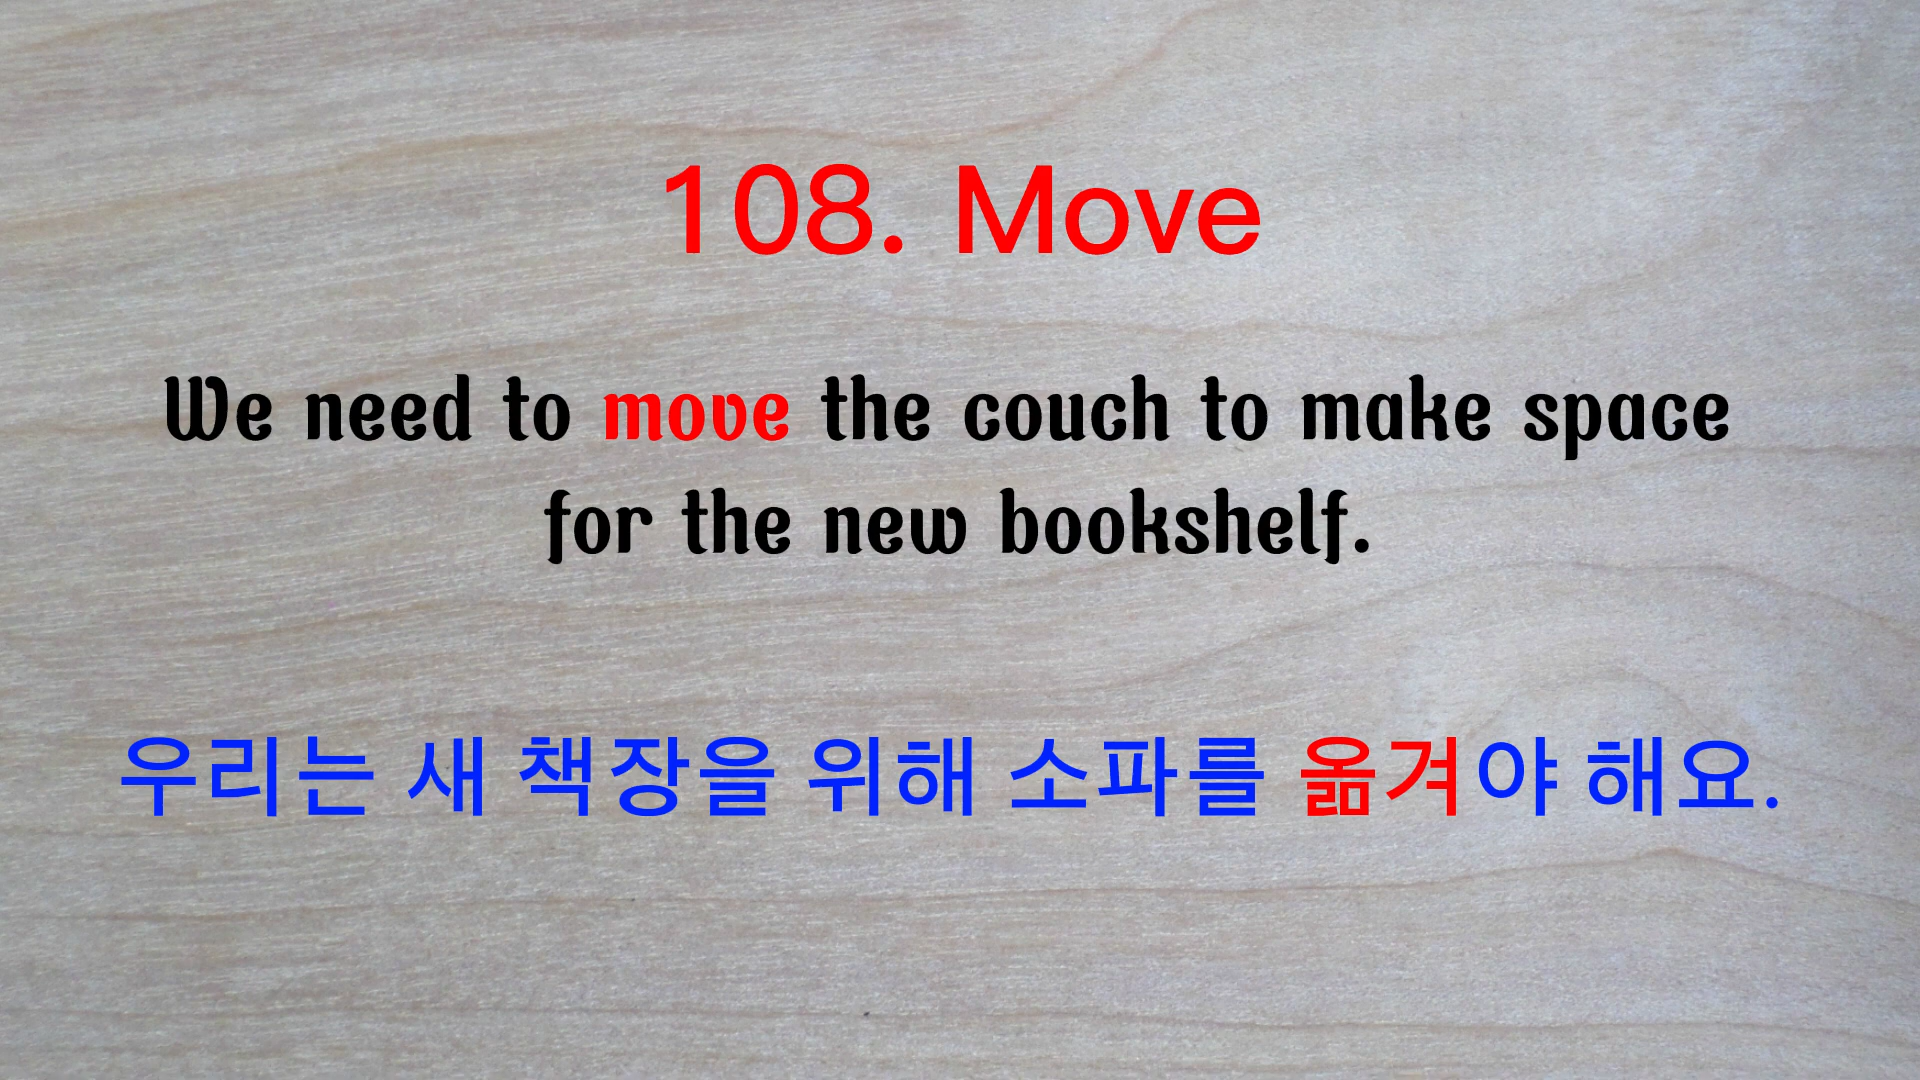 108. Move
We need to move the couch to make space
for the new bookshelf.
우리는 새 책장을 위해 소파를 옮겨야 해요.